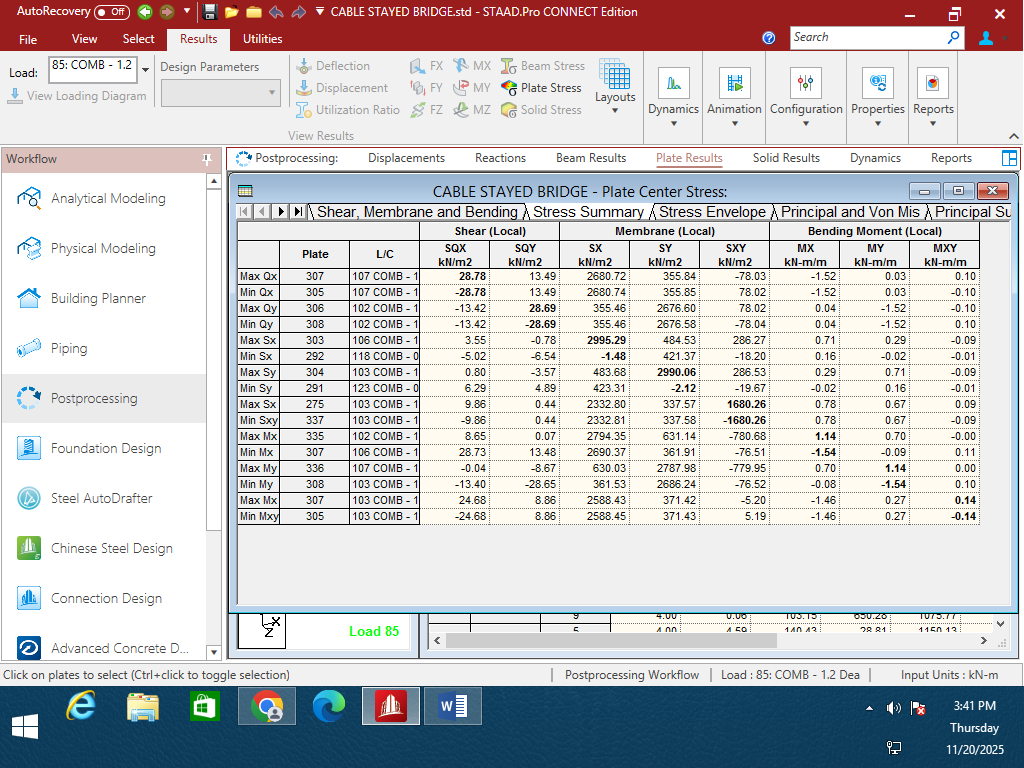 AutoRecovery Off CABLE STAYED BRIDGE.std - STAAD.Pro CONNECT Edition
File View Select Results Utilities Search
Load: 85: COMB - 1.2 Design Parameters
View Loading Diagram
Deflection FX MX Beam Stress
Displacement FY MY Plate Stress
Utilization Ratio FZ MZ Solid Stress
View Results
Layouts Dynamics Animation Configuration Properties Reports
Workflow
Analytical Modeling
Physical Modeling
Building Planner
Piping
Postprocessing
Foundation Design
Steel AutoDrafter
Chinese Steel Design
Connection Design
Advanced Concrete D...
Postprocessing: Displacements Reactions Beam Results Plate Results Solid Results Dynamics Reports
CABLE STAYED BRIDGE - Plate Center Stress:
Shear, Membrane and Bending Stress Summary Stress Envelope Principal and Von Mis Principal Su
Shear (Local) Membrane (Local) Bending Moment (Local)
Plate L/C SQX kN/m2 SQY kN/m2 SX kN/m2 SY kN/m2 SXY kN/m2 MX kN-m/m MY kN-m/m MXY kN-m/m
Max Qx 307 107 COMB - 1 28.78 13.49 2680.72 355.84 -78.03 -1.52 0.03 0.10
Min Qx 305 107 COMB - 1 -28.78 13.49 2680.74 355.85 78.02 -1.52 0.03 -0.10
Max Qy 306 102 COMB - 1 -13.42 28.69 355.46 2676.60 78.02 0.04 -1.52 -0.10
Min Qy 308 102 COMB - 1 -13.42 -28.69 355.46 2676.58 -78.04 0.04 -1.52 0.10
Max Sx 303 106 COMB - 1 3.55 -0.78 2995.29 484.53 286.27 0.71 0.29 -0.09
Min Sx 292 118 COMB - 0 -5.02 -6.54 -1.48 421.37 -18.20 0.16 -0.02 -0.01
Max Sy 304 103 COMB - 1 0.80 -3.57 483.68 2990.06 286.53 0.29 0.71 -0.09
Min Sy 291 123 COMB - 0 6.29 4.89 423.31 -2.12 -19.67 -0.02 0.16 -0.01
Max Sx 275 103 COMB - 1 9.86 0.44 2332.80 337.57 1680.26 0.78 0.67 0.09
Min Sxy 337 103 COMB - 1 -9.86 0.44 2332.81 337.58 -1680.26 0.78 0.67 -0.09
Max Mx 335 102 COMB - 1 8.65 0.07 2794.35 631.14 -780.68 1.14 0.70 -0.00
Min Mx 307 106 COMB - 1 28.73 13.48 2690.37 361.91 -76.51 -1.54 -0.09 0.11
Max My 336 107 COMB - 1 -0.04 -8.67 630.03 2787.98 -779.95 0.70 1.14 0.00
Min My 308 103 COMB - 1 -13.40 -28.65 361.53 2686.24 -76.52 -0.08 -1.54 0.10
Max Mx 307 103 COMB - 1 24.68 8.86 2588.43 371.42 -5.20 -1.46 0.27 0.14
Min Mxy 305 103 COMB - 1 -24.68 8.86 2588.45 371.43 5.19 -1.46 0.27 -0.14
X
Z
Load 85
9 4.00 0.06 103.15 650.28 1075.77
5 4.00 4.59 140.43 28.81 1150.13
Click on plates to select (Ctrl+click to toggle selection) Postprocessing Workflow Load : 85: COMB - 1.2 Dea Input Units : kN-m
3:41 PM
Thursday
11/20/2025